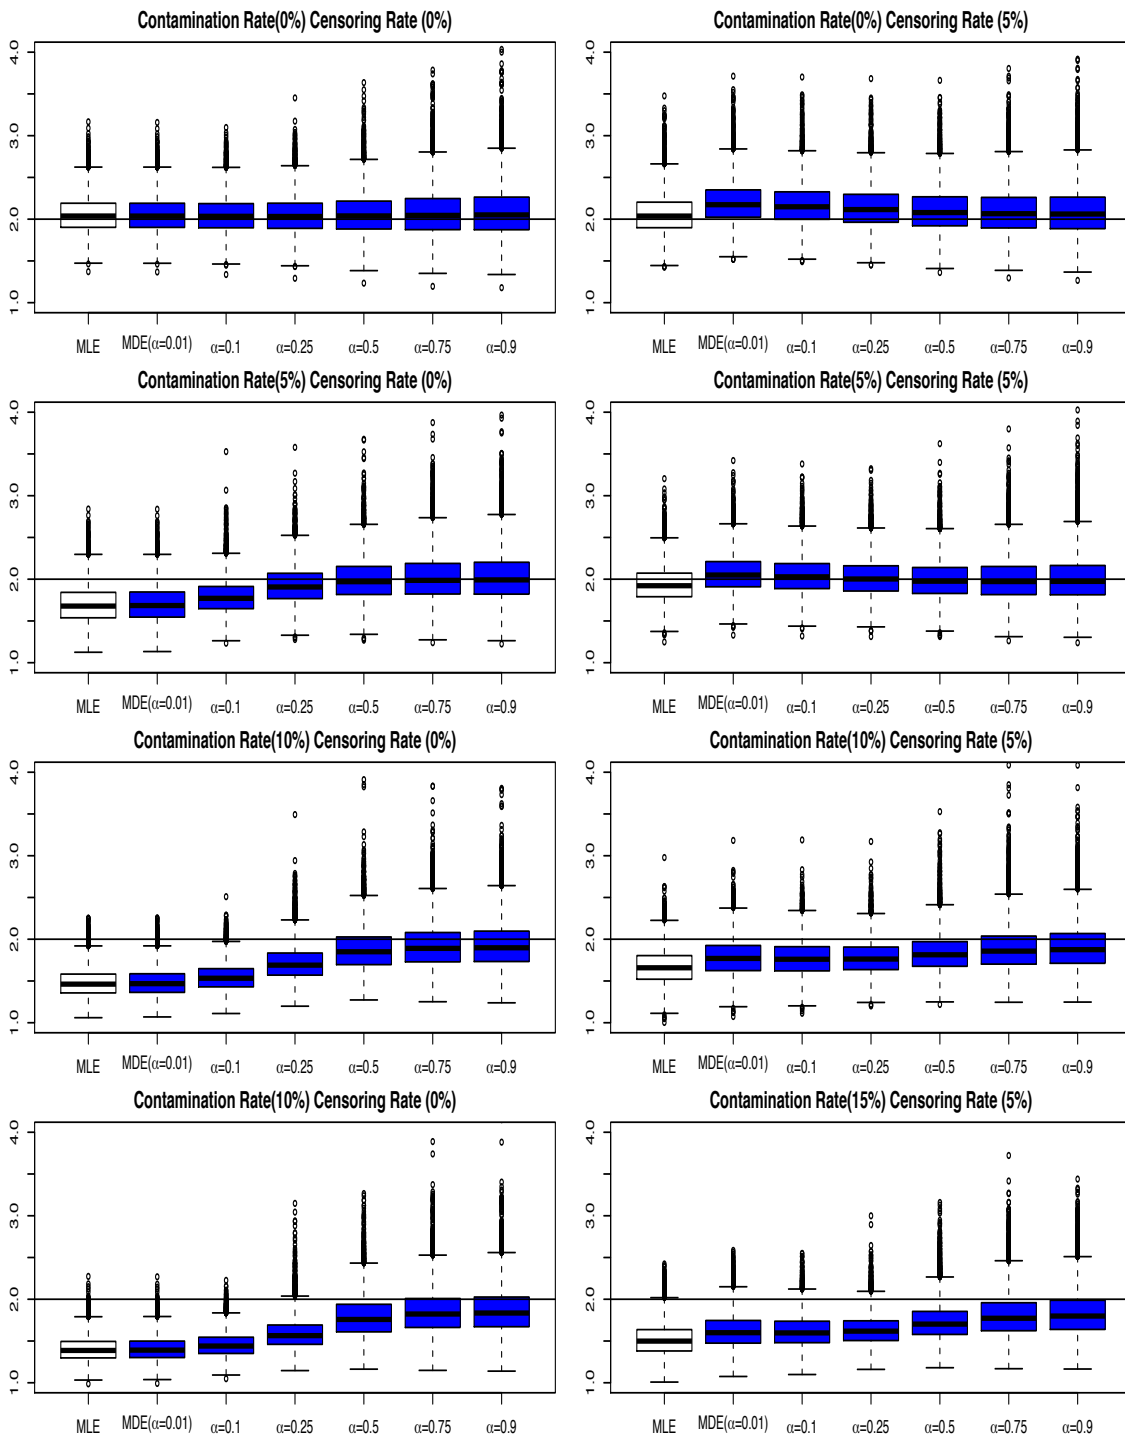 Contamination Rate(0%) Censoring Rate (0%)
4.0
3.0
2.0
1.0
MLE MDE(α=0.01) α=0.1 α=0.25 α=0.5 α=0.75 α=0.9
Contamination Rate(0%) Censoring Rate (5%)
4.0
3.0
2.0
1.0
MLE MDE(α=0.01) α=0.1 α=0.25 α=0.5 α=0.75 α=0.9
Contamination Rate(5%) Censoring Rate (0%)
4.0
3.0
2.0
1.0
MLE MDE(α=0.01) α=0.1 α=0.25 α=0.5 α=0.75 α=0.9
Contamination Rate(5%) Censoring Rate (5%)
4.0
3.0
2.0
1.0
MLE MDE(α=0.01) α=0.1 α=0.25 α=0.5 α=0.75 α=0.9
Contamination Rate(10%) Censoring Rate (0%)
4.0
3.0
2.0
1.0
MLE MDE(α=0.01) α=0.1 α=0.25 α=0.5 α=0.75 α=0.9
Contamination Rate(10%) Censoring Rate (5%)
4.0
3.0
2.0
1.0
MLE MDE(α=0.01) α=0.1 α=0.25 α=0.5 α=0.75 α=0.9
Contamination Rate(10%) Censoring Rate (0%)
4.0
3.0
2.0
1.0
MLE MDE(α=0.01) α=0.1 α=0.25 α=0.5 α=0.75 α=0.9
Contamination Rate(15%) Censoring Rate (5%)
4.0
3.0
2.0
1.0
MLE MDE(α=0.01) α=0.1 α=0.25 α=0.5 α=0.75 α=0.9